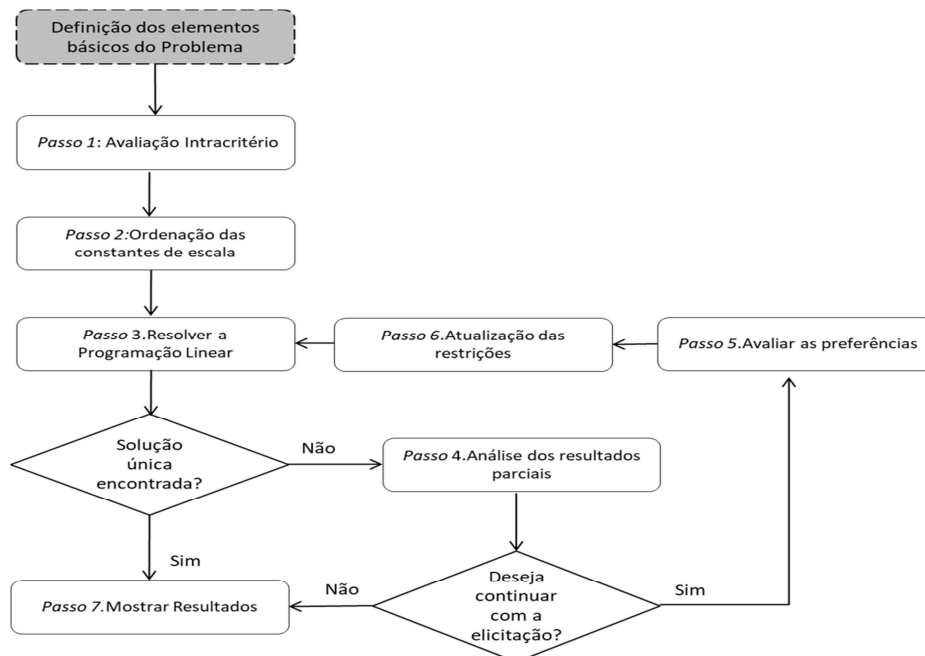 Definição dos elementos
básicos do Problema
Passo 1: Avaliação Intracritério
Passo 2:Ordenação das
constantes de escala
Passo 3.Resolver a
Programação Linear
Passo 6.Atualização das
restrições
Passo 5.Avaliar as preferências
Solução
única
encontrada?
Não
Passo 4.Análise dos resultados
parciais
Sim
Passo 7.Mostrar Resultados
Não
Deseja
continuar
com a
elicitação?
Sim